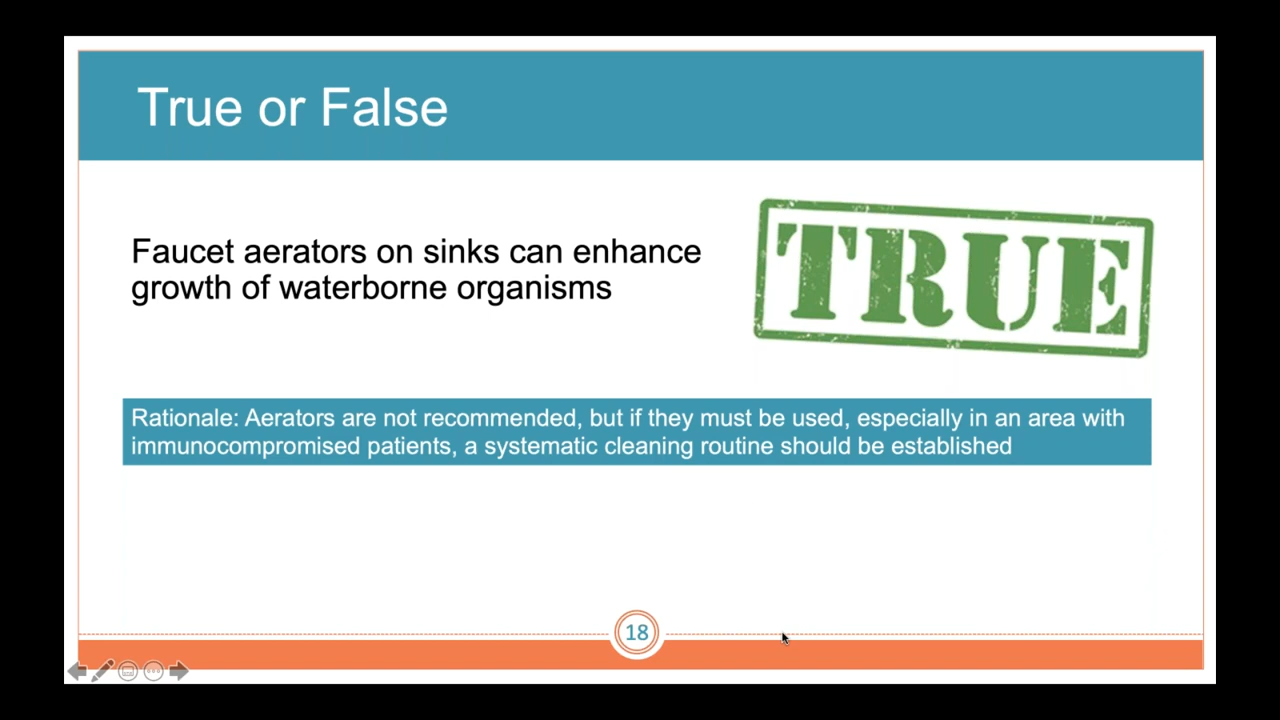 True or False
Faucet aerators on sinks can enhance
growth of waterborne organisms
TRUE
Rationale: Aerators are not recommended, but if they must be used, especially in an area with
immunocompromised patients, a systematic cleaning routine should be established
18